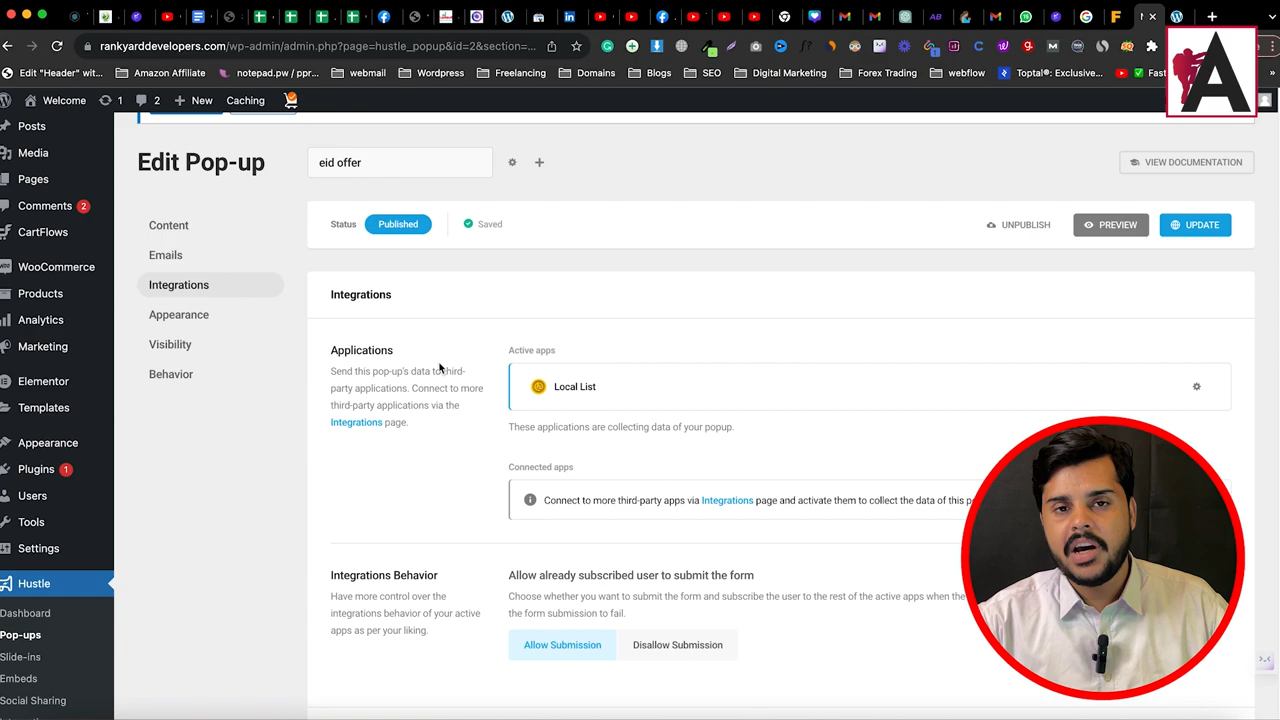 AB
rankyarddevelopers.com/wp-admin/admin.php?page=hustle_popup&id=2&section=...
Edit "Header" wit...
Amazon Affiliate
notepad.pw / ppr...
webmail
Wordpress
Freelancing
Domains
Blogs
SEO
Digital Marketing
Forex Trading
webflow
Toptal®: Exclusive...
A
Welcome
1
2
New
Caching
Posts
Media
Pages
Comments 2
CartFlows
WooCommerce
Products
Analytics
Marketing
Elementor
Templates
Appearance
Plugins 1
Users
Tools
Settings
Hustle
Dashboard
Pop-ups
Slide-ins
Embeds
Social Sharing
Edit Pop-up
eid offer
VIEW DOCUMENTATION
Content
Emails
Integrations
Appearance
Visibility
Behavior
Status
Published
Saved
UNPUBLISH
PREVIEW
UPDATE
Integrations
Applications
Send this pop-up's data to third-
party applications. Connect to more
third-party applications via the
Integrations page.
Active apps
Local List
These applications are collecting data of your popup.
Connected apps
Connect to more third-party apps via Integrations page and activate them to collect the data of this
Integrations Behavior
Have more control over the
integrations behavior of your active
apps as per your liking.
Allow already subscribed user to submit the form
Choose whether you want to submit the form and subscribe the user to the rest of the active apps when the
the form submission to fail.
Allow Submission
Disallow Submission